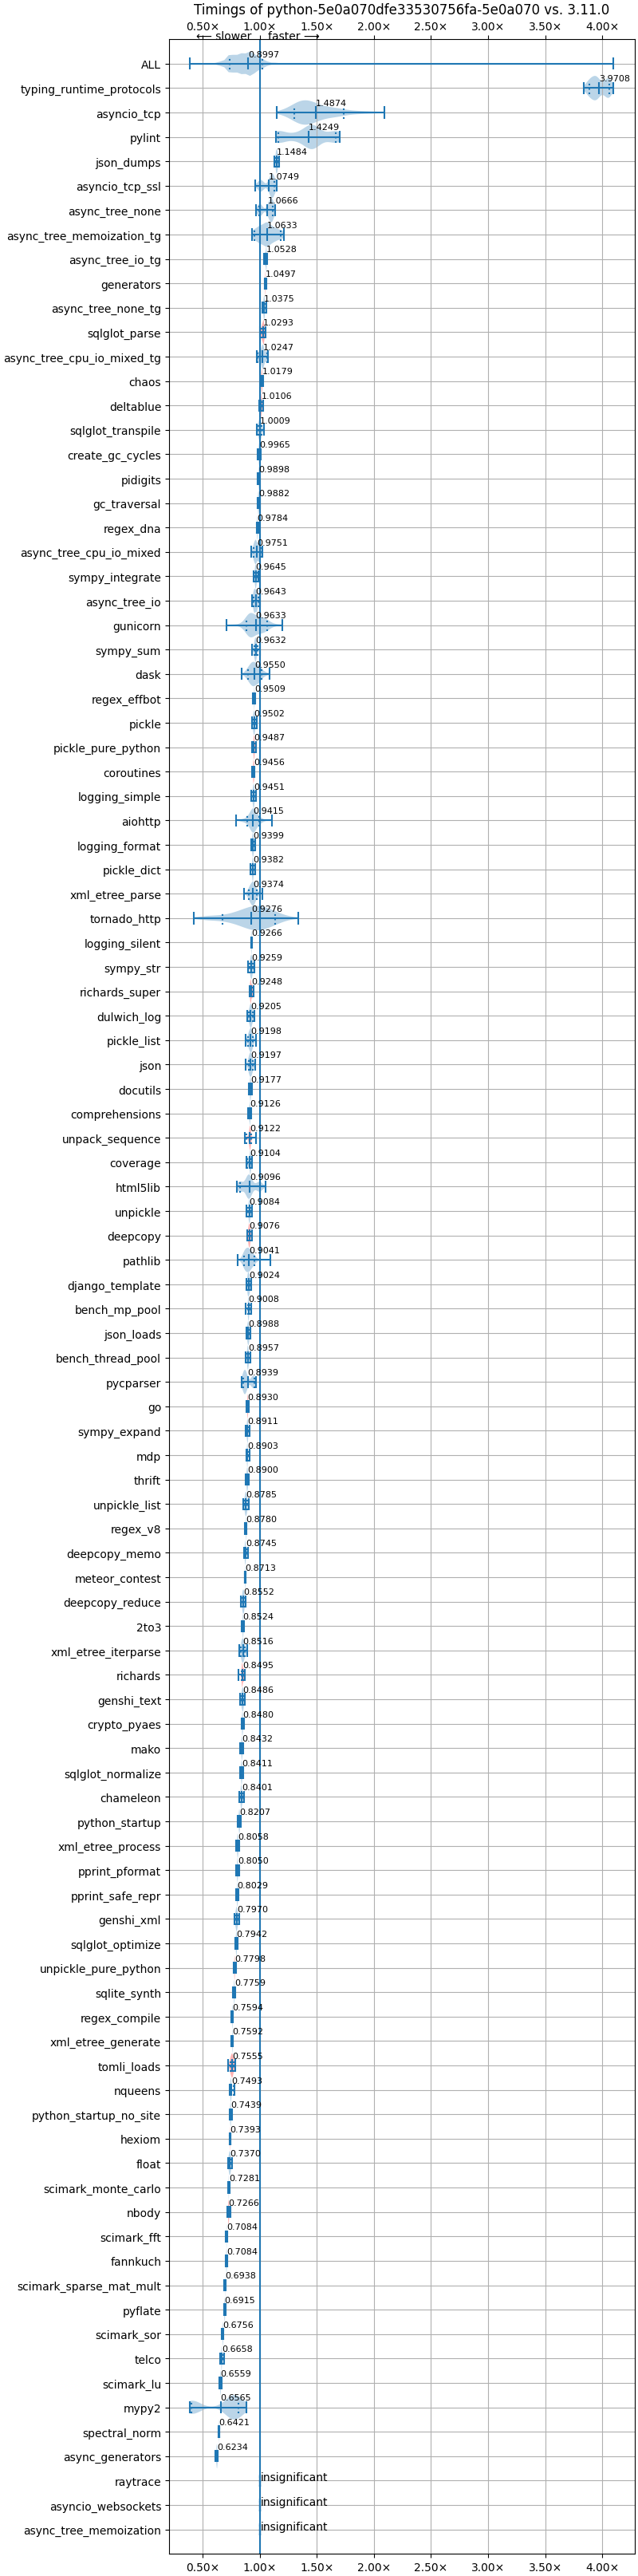 Timings of python-5e0a070dfe33530756fa-5e0a070 vs. 3.11.0
0.50× 1.00× 1.50× 2.00× 2.50× 3.00× 3.50× 4.00×
⟵ slower faster ⟶
ALL 0.8997
typing_runtime_protocols 3.9708
asyncio_tcp 1.4874
pylint 1.4249
json_dumps 1.1484
asyncio_tcp_ssl 1.0749
async_tree_none 1.0666
async_tree_memoization_tg 1.0633
async_tree_io_tg 1.0528
generators 1.0497
async_tree_none_tg 1.0375
sqlglot_parse 1.0293
async_tree_cpu_io_mixed_tg 1.0247
chaos 1.0179
deltablue 1.0106
sqlglot_transpile 1.0009
create_gc_cycles 0.9965
pidigits 0.9898
gc_traversal 0.9882
regex_dna 0.9784
async_tree_cpu_io_mixed 0.9751
sympy_integrate 0.9645
async_tree_io 0.9643
gunicorn 0.9633
sympy_sum 0.9632
dask 0.9550
regex_effbot 0.9509
pickle 0.9502
pickle_pure_python 0.9487
coroutines 0.9456
logging_simple 0.9451
aiohttp 0.9415
logging_format 0.9399
pickle_dict 0.9382
xml_etree_parse 0.9374
tornado_http 0.9276
logging_silent 0.9266
sympy_str 0.9259
richards_super 0.9248
dulwich_log 0.9205
pickle_list 0.9198
json 0.9197
docutils 0.9177
comprehensions 0.9126
unpack_sequence 0.9122
coverage 0.9104
html5lib 0.9096
unpickle 0.9084
deepcopy 0.9076
pathlib 0.9041
django_template 0.9024
bench_mp_pool 0.9008
json_loads 0.8988
bench_thread_pool 0.8957
pycparser 0.8939
go 0.8930
sympy_expand 0.8911
mdp 0.8903
thrift 0.8900
unpickle_list 0.8785
regex_v8 0.8780
deepcopy_memo 0.8745
meteor_contest 0.8713
deepcopy_reduce 0.8552
2to3 0.8524
xml_etree_iterparse 0.8516
richards 0.8495
genshi_text 0.8486
crypto_pyaes 0.8480
mako 0.8432
sqlglot_normalize 0.8411
chameleon 0.8401
python_startup 0.8207
xml_etree_process 0.8058
pprint_pformat 0.8050
pprint_safe_repr 0.8029
genshi_xml 0.7970
sqlglot_optimize 0.7942
unpickle_pure_python 0.7798
sqlite_synth 0.7759
regex_compile 0.7594
xml_etree_generate 0.7592
tomli_loads 0.7555
nqueens 0.7493
python_startup_no_site 0.7439
hexiom 0.7393
float 0.7370
scimark_monte_carlo 0.7281
nbody 0.7266
scimark_fft 0.7084
fannkuch 0.7084
scimark_sparse_mat_mult 0.6938
pyflate 0.6915
scimark_sor 0.6756
telco 0.6658
scimark_lu 0.6559
mypy2 0.6565
spectral_norm 0.6421
async_generators 0.6234
raytrace insignificant
asyncio_websockets insignificant
async_tree_memoization insignificant
0.50× 1.00× 1.50× 2.00× 2.50× 3.00× 3.50× 4.00×